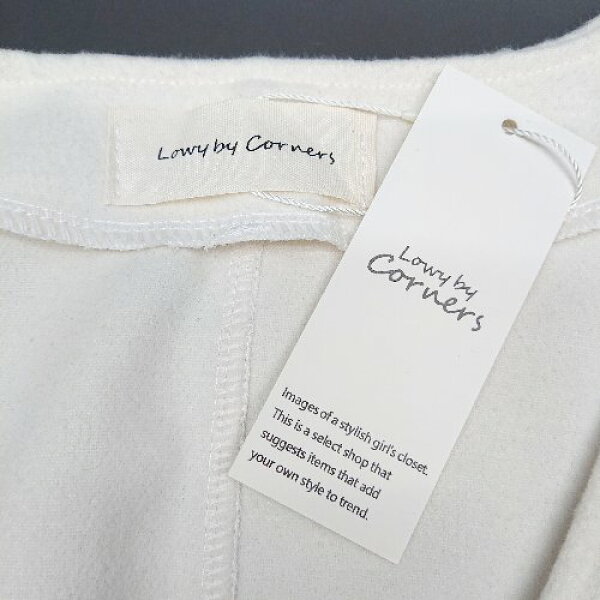 Lowy by Corners
Lowy by
Corners
Images of a stylish girl's closet.
This is a select shop that
suggests items that add
your own style to trend.